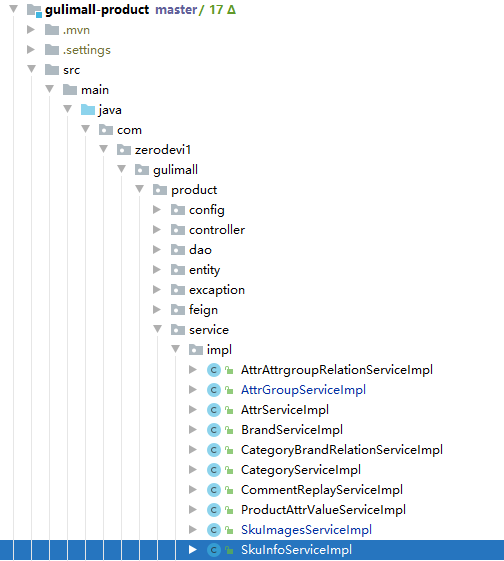 gulimall-product master / 17 Δ
.mvn
.settings
src
main
java
com
zerodevi1
gulimall
product
config
controller
dao
entity
excaption
feign
service
impl
AttrAttrgroupRelationServiceImpl
AttrGroupServiceImpl
AttrServiceImpl
BrandServiceImpl
CategoryBrandRelationServiceImpl
CategoryServiceImpl
CommentReplayServiceImpl
ProductAttrValueServiceImpl
SkuImagesServiceImpl
SkuInfoServiceImpl